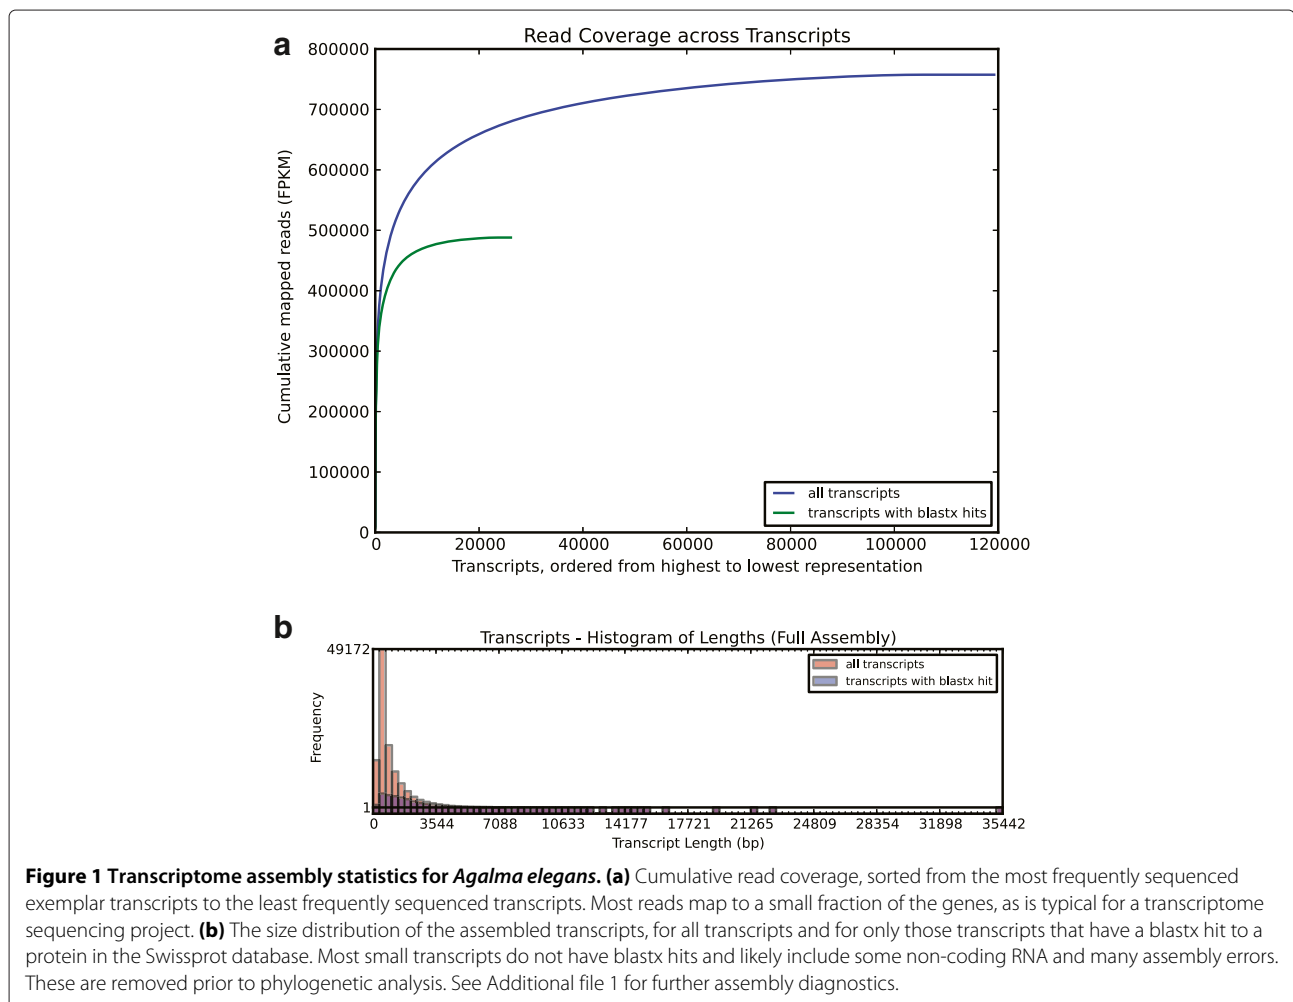 a
Read Coverage across Transcripts
800000
700000
600000
500000
400000
300000
200000
100000
0
Cumulative mapped reads (FPKM)
all transcripts
transcripts with blastx hits
0 20000 40000 60000 80000 100000 120000
Transcripts, ordered from highest to lowest representation
b
Transcripts - Histogram of Lengths (Full Assembly)
49172
1
Frequency
all transcripts
transcripts with blastx hit
0 3544 7088 10633 14177 17721 21265 24809 28354 31898 35442
Transcript Length (bp)
Figure 1 Transcriptome assembly statistics for Agalma elegans. (a) Cumulative read coverage, sorted from the most frequently sequenced
exemplar transcripts to the least frequently sequenced transcripts. Most reads map to a small fraction of the genes, as is typical for a transcriptome
sequencing project. (b) The size distribution of the assembled transcripts, for all transcripts and for only those transcripts that have a blastx hit to a
protein in the Swissprot database. Most small transcripts do not have blastx hits and likely include some non-coding RNA and many assembly errors.
These are removed prior to phylogenetic analysis. See Additional file 1 for further assembly diagnostics.